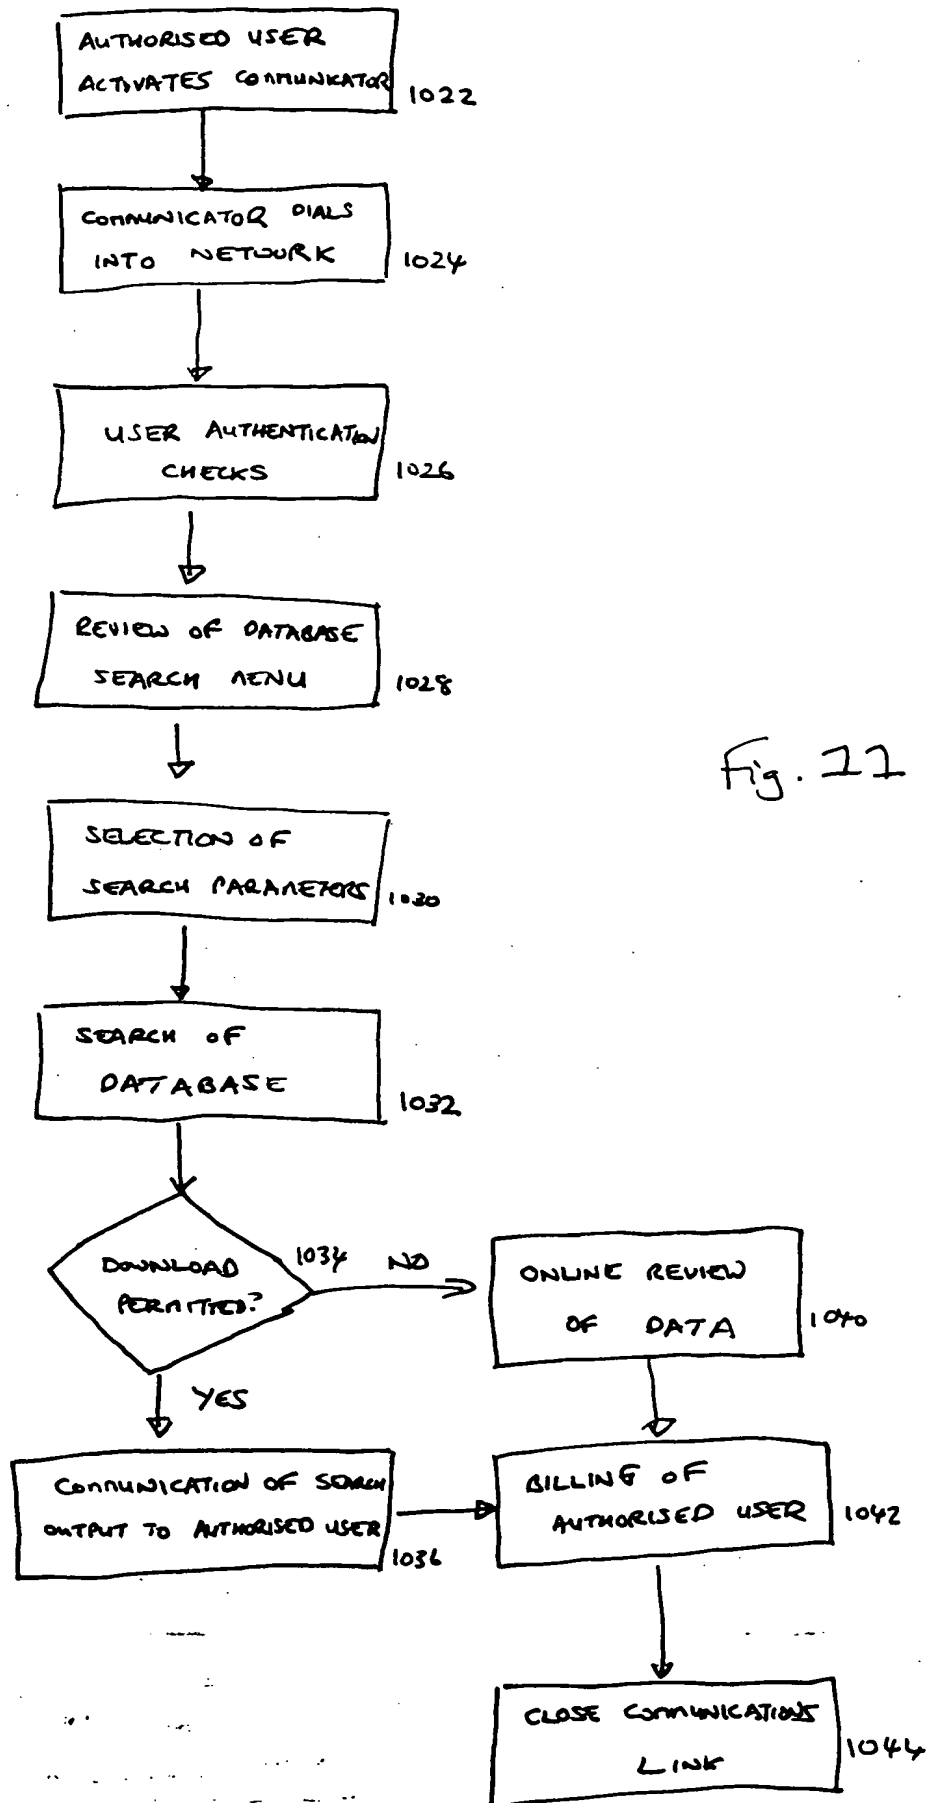 AUTHORISED USER
ACTIVATES COMMUNICATOR
1022
COMMUNICATOR DIALS
INTO NETWORK
1024
USER AUTHENTICATION
CHECKS
1026
REVIEW OF DATABASE
SEARCH MENU
1028
Fig. 11
SELECTION OF
SEARCH PARAMETERS
1030
SEARCH OF
DATABASE
1032
DOWNLOAD
PERMITTED?
1034
NO
ONLINE REVIEW
OF DATA
1040
YES
COMMUNICATION OF SEARCH
OUTPUT TO AUTHORISED USER
1036
BILLING OF
AUTHORISED USER
1042
CLOSE COMMUNICATIONS
LINK
1044